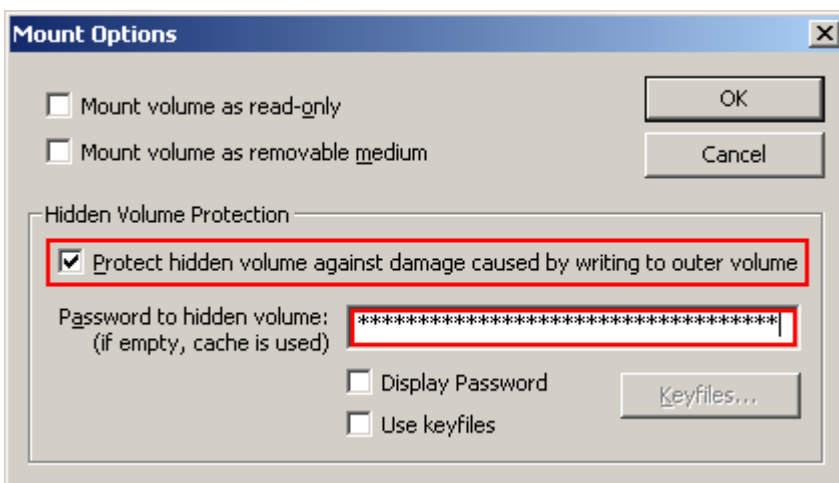 Mount Options
Mount volume as read-only
OK
Mount volume as removable medium
Cancel
Hidden Volume Protection
Protect hidden volume against damage caused by writing to outer volume
Password to hidden volume:
(if empty, cache is used)
***********************************
Display Password
Keyfiles...
Use keyfiles